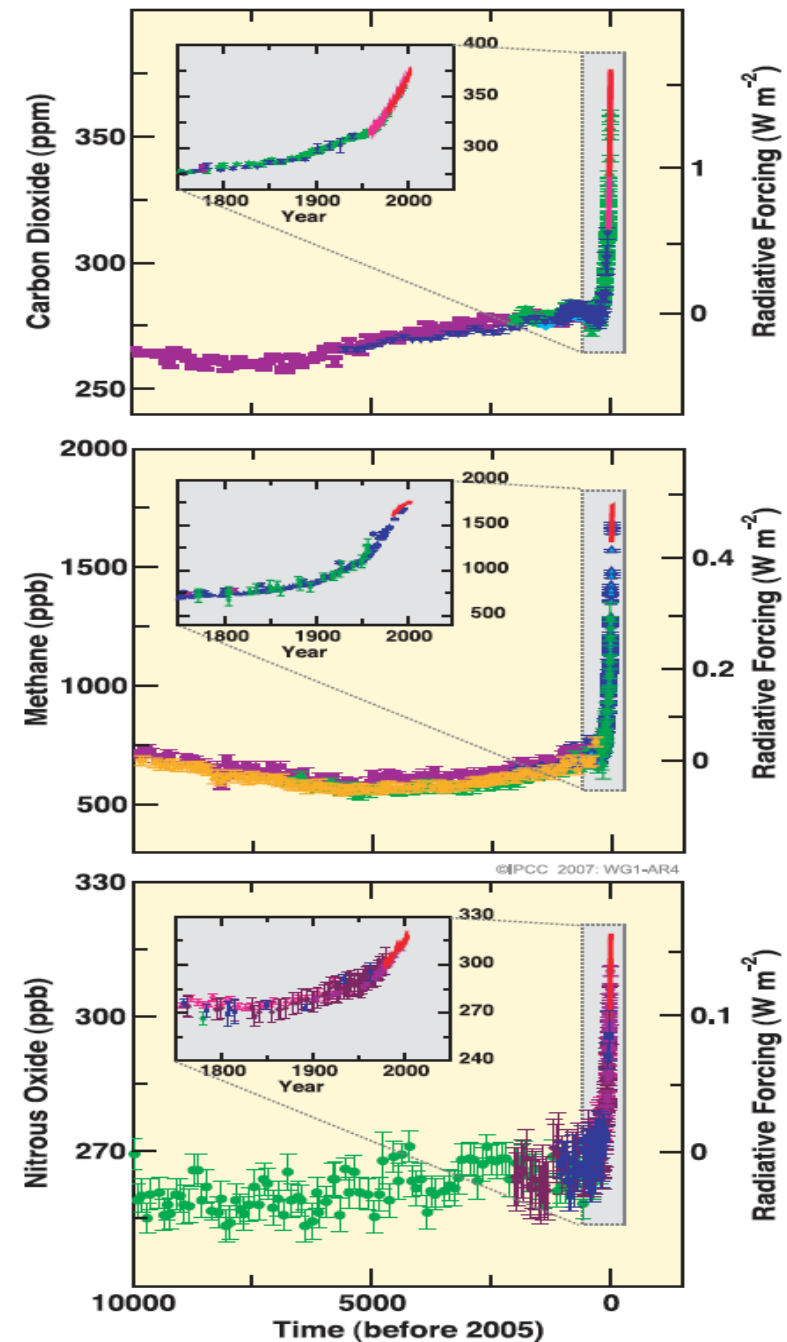 400
350
300
1800 1900 2000
Year
350
300
250
Carbon Dioxide (ppm)
1
0
Radiative Forcing (W m-2)
2000
1500
1000
500
Methane (ppb)
2000
1500
1000
500
1800 1900 2000
Year
0.4
0.2
0
Radiative Forcing (W m-2)
©IPCC 2007: WG1-AR4
330
300
270
Nitrous Oxide (ppb)
330
300
270
240
1800 1900 2000
Year
0.1
0
Radiative Forcing (W m-2)
10000 5000 0
Time (before 2005)